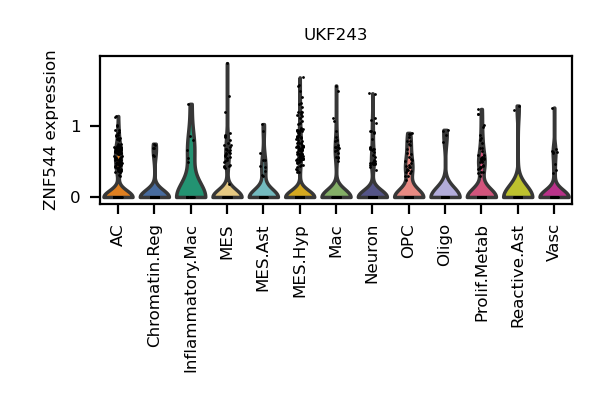 UKF243
ZNF544 expression
1
0
AC
Chromatin.Reg
Inflammatory.Mac
MES
MES.Ast
MES.Hyp
Mac
Neuron
OPC
Oligo
Prolif.Metab
Reactive.Ast
Vasc